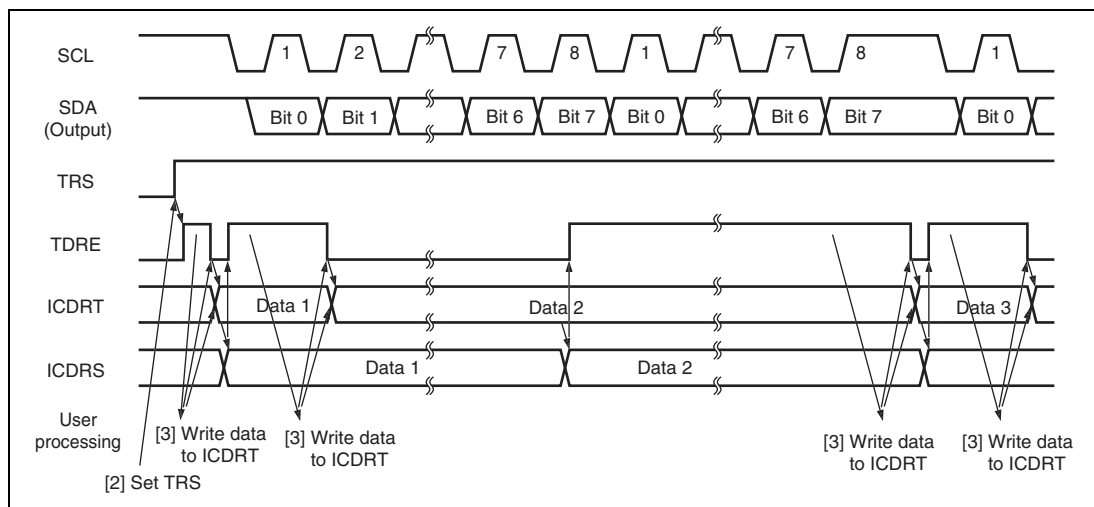 SCL 1 2 7 8 1 7 8 1
SDA
(Output) Bit 0 Bit 1 Bit 6 Bit 7 Bit 0 Bit 6 Bit 7 Bit 0
TRS
TDRE
ICDRT Data 1 Data 2 Data 3
ICDRS Data 1 Data 2
User
processing
[3] Write data
to ICDRT
[3] Write data
to ICDRT
[3] Write data
to ICDRT
[3] Write data
to ICDRT
[2] Set TRS